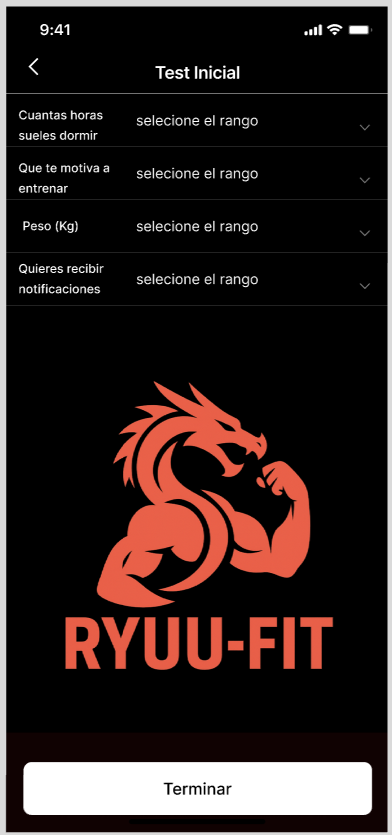 9:41
Test Inicial
Cuantas horas
sueles dormir
selecione el rango
Que te motiva a
entrenar
selecione el rango
Peso (Kg)
selecione el rango
Quieres recibir
notificaciones
selecione el rango
RYUU-FIT
Terminar